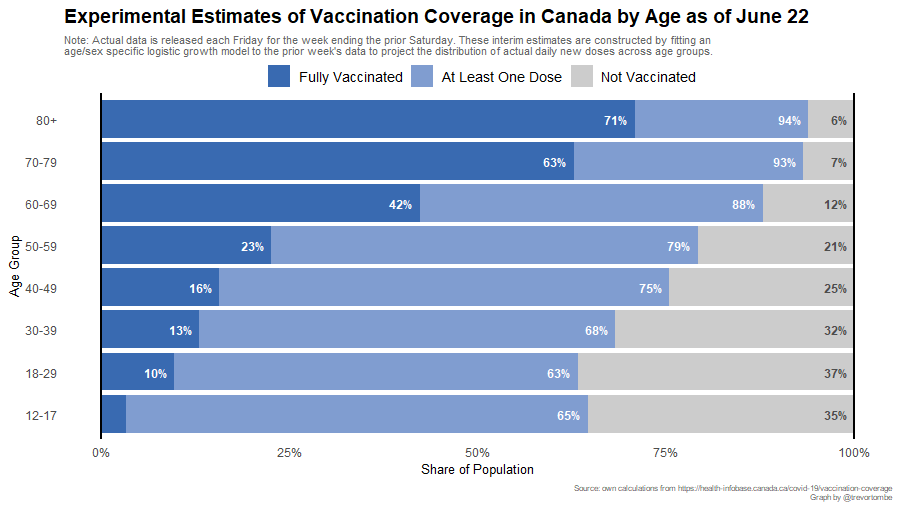 Experimental Estimates of Vaccination Coverage in Canada by Age as of June 22
Note: Actual data is released each Friday for the week ending the prior Saturday. These interim estimates are constructed by fitting an
age/sex specific logistic growth model to the prior week's data to project the distribution of actual daily new doses across age groups.
Fully Vaccinated At Least One Dose Not Vaccinated
Age Group
80+ 71% 94% 6%
70-79 63% 93% 7%
60-69 42% 88% 12%
50-59 23% 79% 21%
40-49 16% 75% 25%
30-39 13% 68% 32%
18-29 10% 63% 37%
12-17 65% 35%
0% 25% 50% 75% 100%
Share of Population
Source: own calculations from https://health-infobase.canada.ca/covid-19/vaccination-coverage
Graph by @trevortombe